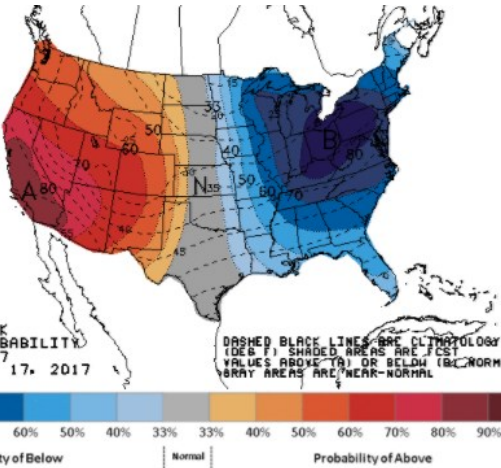 33
50
60
40
70
50
A 80
N 35
60
70
B
80
45
K
BABILITY
7
17, 2017
DASHED BLACK LINES ARE CLIMATOLOGY
(DEG F) SHADED AREAS ARE FCST
VALUES ABOVE (A) OR BELOW (B) NORM
GRAY AREAS ARE NEAR-NORMAL
60% 50% 40% 33% 33% 40% 50% 60% 70% 80% 90%
ty of Below Normal Probability of Above